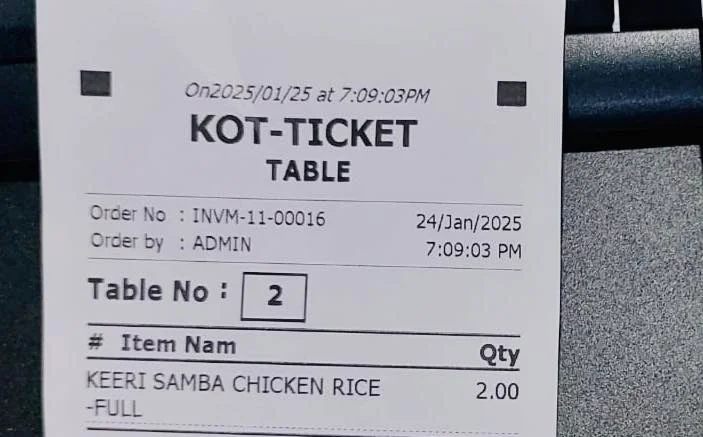 On2025/01/25 at 7:09:03PM
KOT-TICKET
TABLE
Order No : INVM-11-00016 24/Jan/2025
Order by : ADMIN 7:09:03 PM
Table No : 2
# Item Nam Qty
KEERI SAMBA CHICKEN RICE 2.00
-FULL